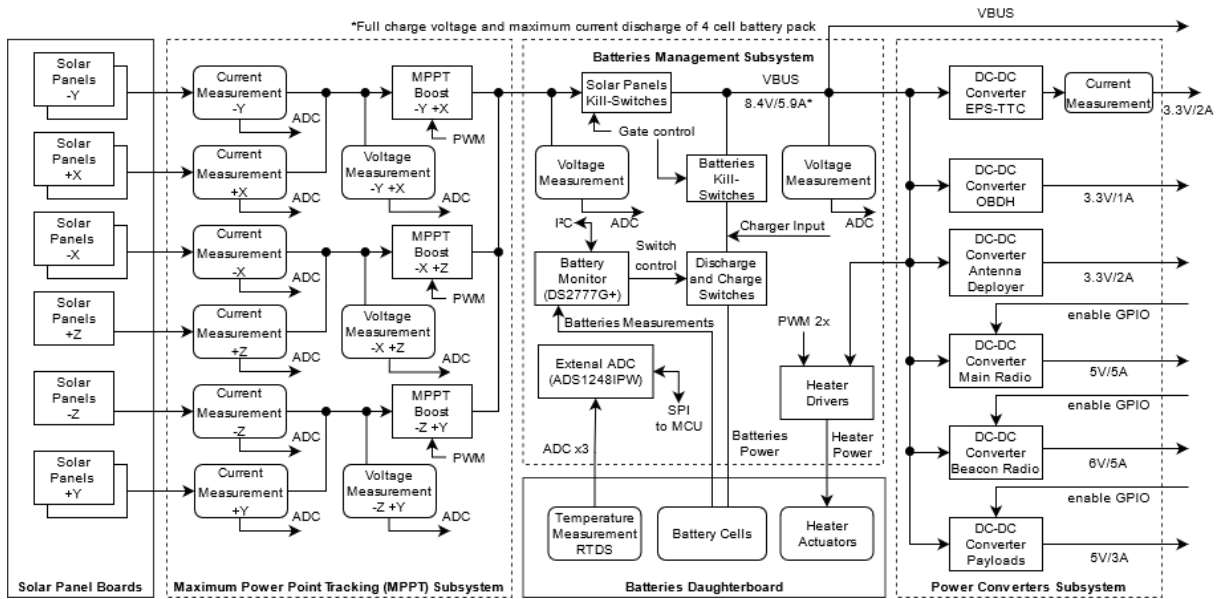 *Full charge voltage and maximum current discharge of 4 cell battery pack
VBUS
Solar
Panels
-Y
Solar
Panels
+X
Solar
Panels
-X
Solar
Panels
+Z
Solar
Panels
-Z
Solar
Panels
+Y
Solar Panel Boards
Current
Measurement
-Y
ADC
Current
Measurement
+X
ADC
Current
Measurement
-X
ADC
Current
Measurement
+Z
ADC
Current
Measurement
-Z
ADC
Current
Measurement
+Y
ADC
MPPT
Boost
-Y +X
PWM
Voltage
Measurement
-Y +X
ADC
MPPT
Boost
-X +Z
PWM
Voltage
Measurement
-X +Z
ADC
MPPT
Boost
-Z +Y
PWM
Voltage
Measurement
-Z +Y
ADC
Maximum Power Point Tracking (MPPT) Subsystem
Batteries Management Subsystem
Solar Panels
Kill-Switches
VBUS
8.4V/5.9A*
Gate control
Voltage
Measurement
ADC
Batteries
Kill-
Switches
Voltage
Measurement
ADC
I²C
Charger Input
Battery
Monitor
(DS2777G+)
Switch
control
Discharge
and Charge
Switches
Batteries Measurements
PWM 2x
Extenal ADC
(ADS1248IPW)
SPI
to MCU
Heater
Drivers
ADC x3
Batteries
Power
Heater
Power
Temperature
Measurement
RTDS
Battery Cells
Heater
Actuators
Batteries Daughterboard
DC-DC
Converter
EPS-TTC
Current
Measurement
3.3V/2A
DC-DC
Converter
OBDH
3.3V/1A
DC-DC
Converter
Antenna
Deployer
3.3V/2A
enable GPIO
DC-DC
Converter
Main Radio
5V/5A
enable GPIO
DC-DC
Converter
Beacon Radio
6V/5A
enable GPIO
DC-DC
Converter
Payloads
5V/3A
Power Converters Subsystem